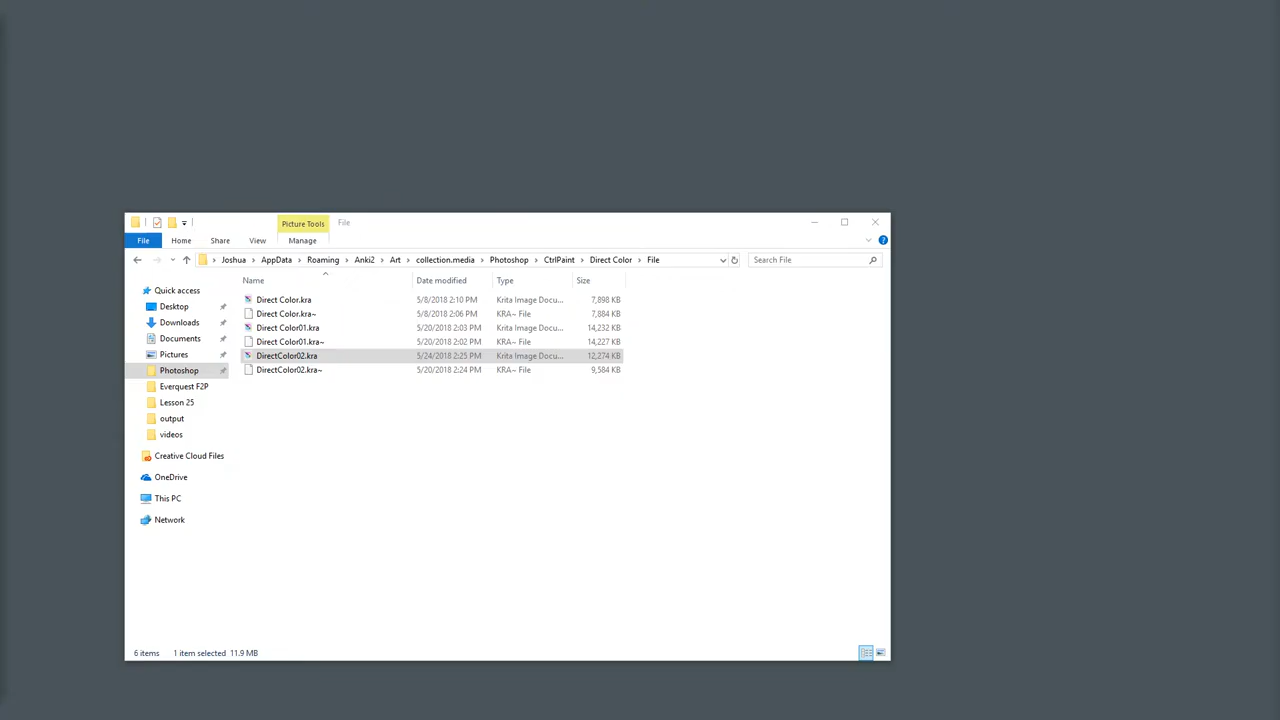 Picture Tools File
File Home Share View Manage
Joshua AppData Roaming Anki2 Art collection.media Photoshop CtrlPaint Direct Color File Search File
Name Date modified Type Size
Direct Color.kra 5/8/2018 2:10 PM Krita Image Docu... 7,898 KB
Direct Color.kra~ 5/8/2018 2:06 PM KRA~ File 7,884 KB
Direct Color01.kra 5/20/2018 2:03 PM Krita Image Docu... 14,232 KB
Direct Color01.kra~ 5/20/2018 2:02 PM KRA~ File 14,227 KB
DirectColor02.kra 5/24/2018 2:25 PM Krita Image Docu... 12,274 KB
DirectColor02.kra~ 5/20/2018 2:24 PM KRA~ File 9,584 KB
Quick access
Desktop
Downloads
Documents
Pictures
Photoshop
Everquest F2P
Lesson 25
output
videos
Creative Cloud Files
OneDrive
This PC
Network
6 items 1 item selected 11.9 MB